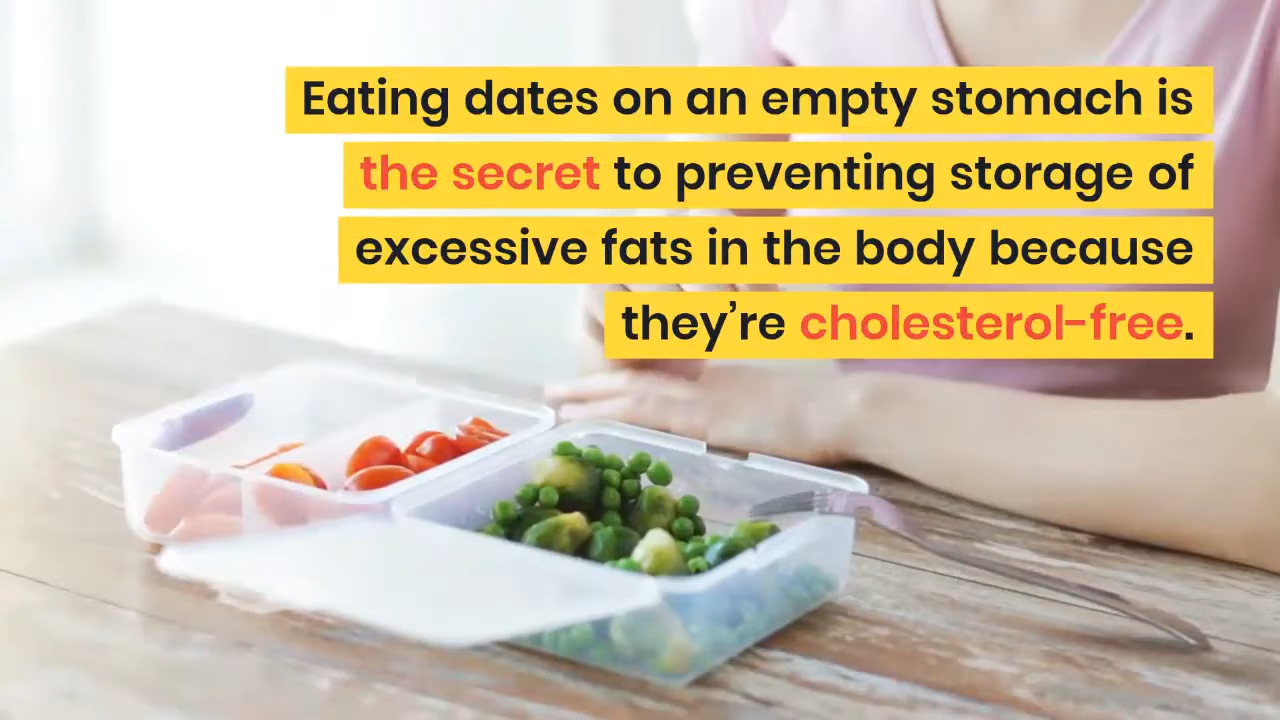 Eating dates on an empty stomach is
the secret to preventing storage of
excessive fats in the body because
they’re cholesterol-free.